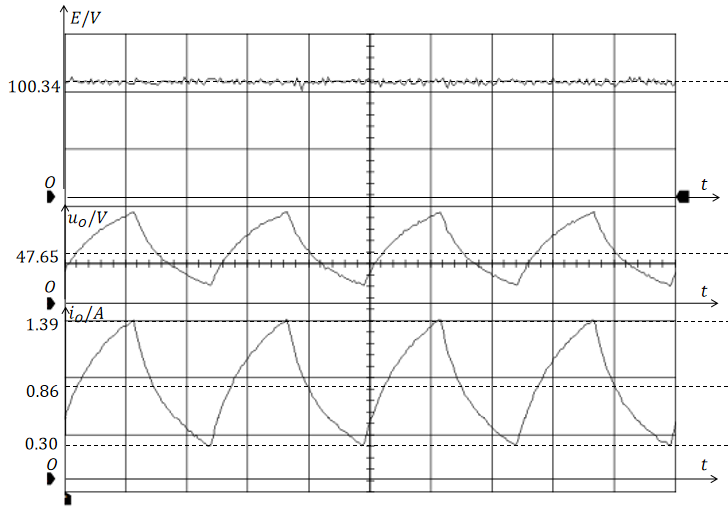 E/V
100.34
O
t
u_O/V
47.65
O
t
i_O/A
1.39
0.86
0.30
O
t